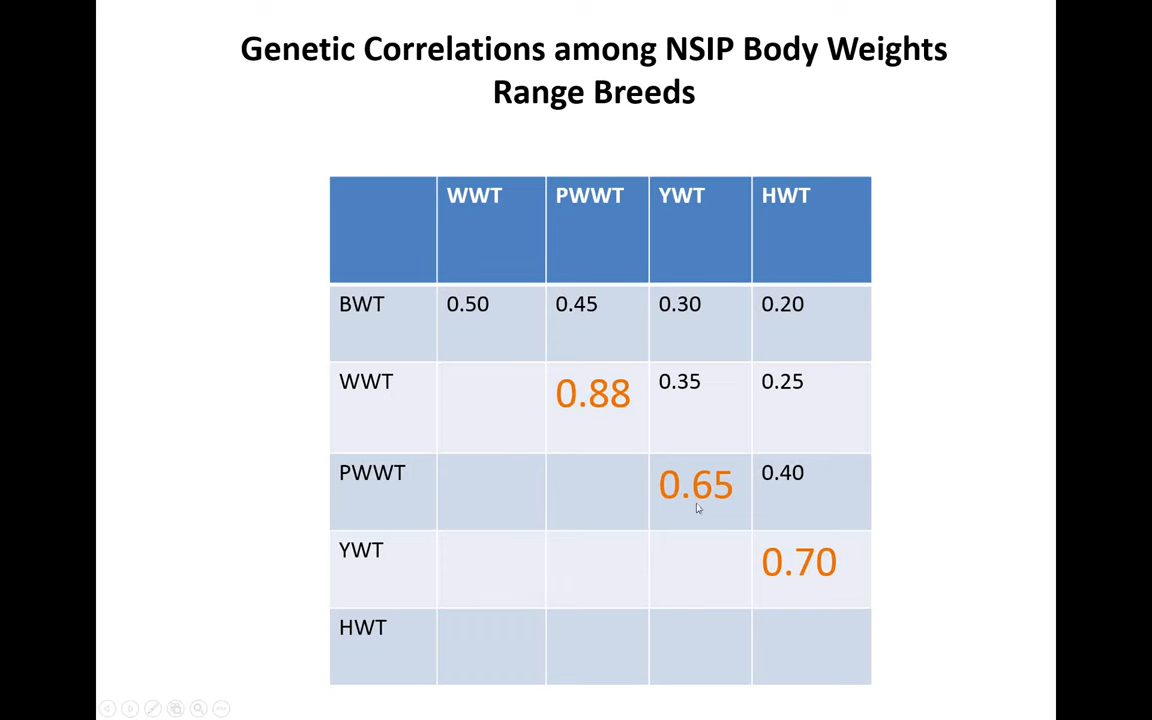 Genetic Correlations among NSIP Body Weights
Range Breeds
WWT PWWT YWT HWT
BWT 0.50 0.45 0.30 0.20
WWT 0.88 0.35 0.25
PWWT 0.65 0.40
YWT 0.70
HWT